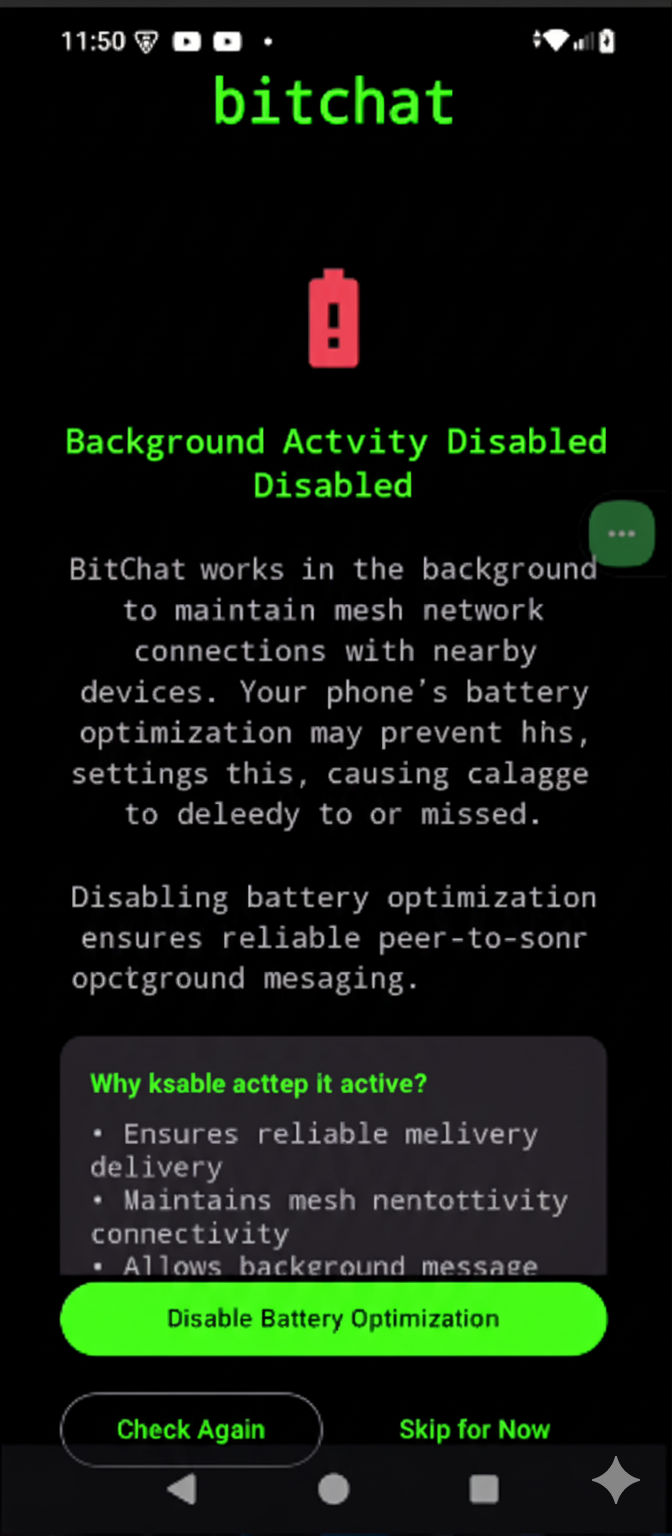 11:50
bitchat
Background Actvity Disabled
Disabled
BitChat works in the background
to maintain mesh network
connections with nearby
devices. Your phone’s battery
optimization may prevent hhs,
settings this, causing calagge
to deleedy to or missed.
Disabling battery optimization
ensures reliable peer-to-sonr
opctground mesaging.
Why ksable acttep it active?
• Ensures reliable melivery
delivery
• Maintains mesh nentottivity
connectivity
• Allows background message
Disable Battery Optimization
Check Again
Skip for Now